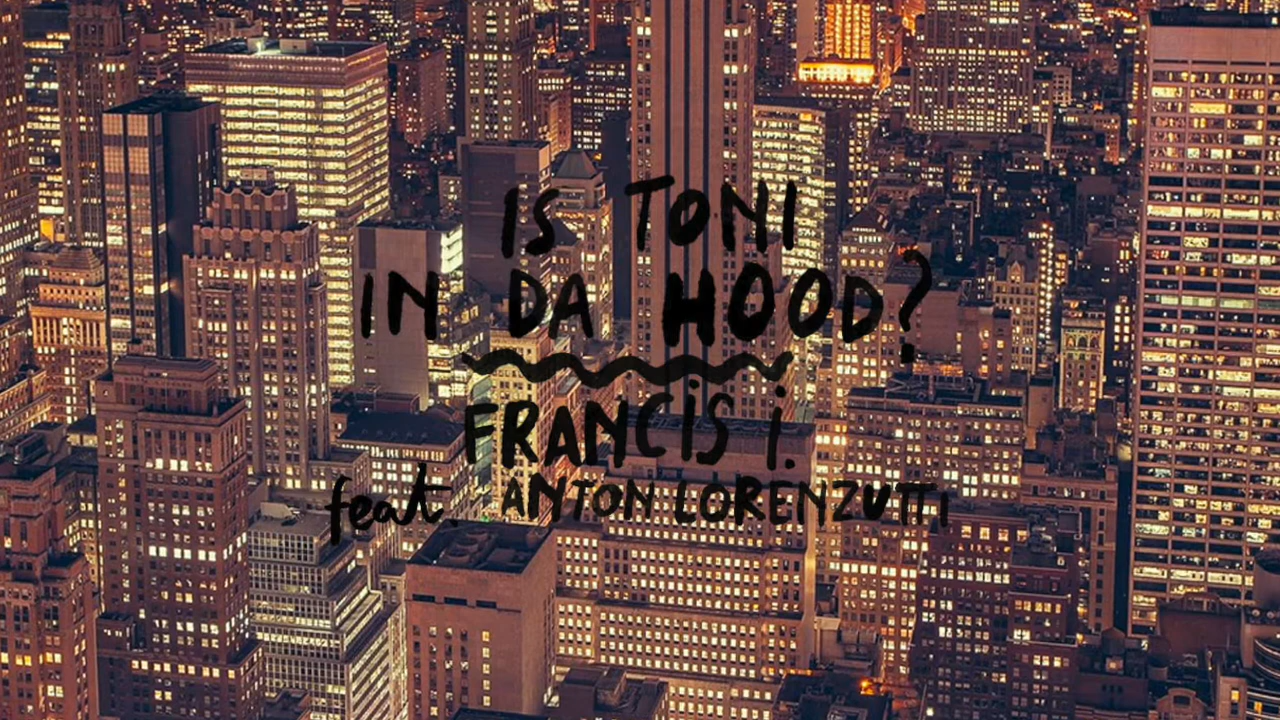 IS TONI
IN DA HOOD?
FRANCIS i.
feat. ANTON LORENZUTTI